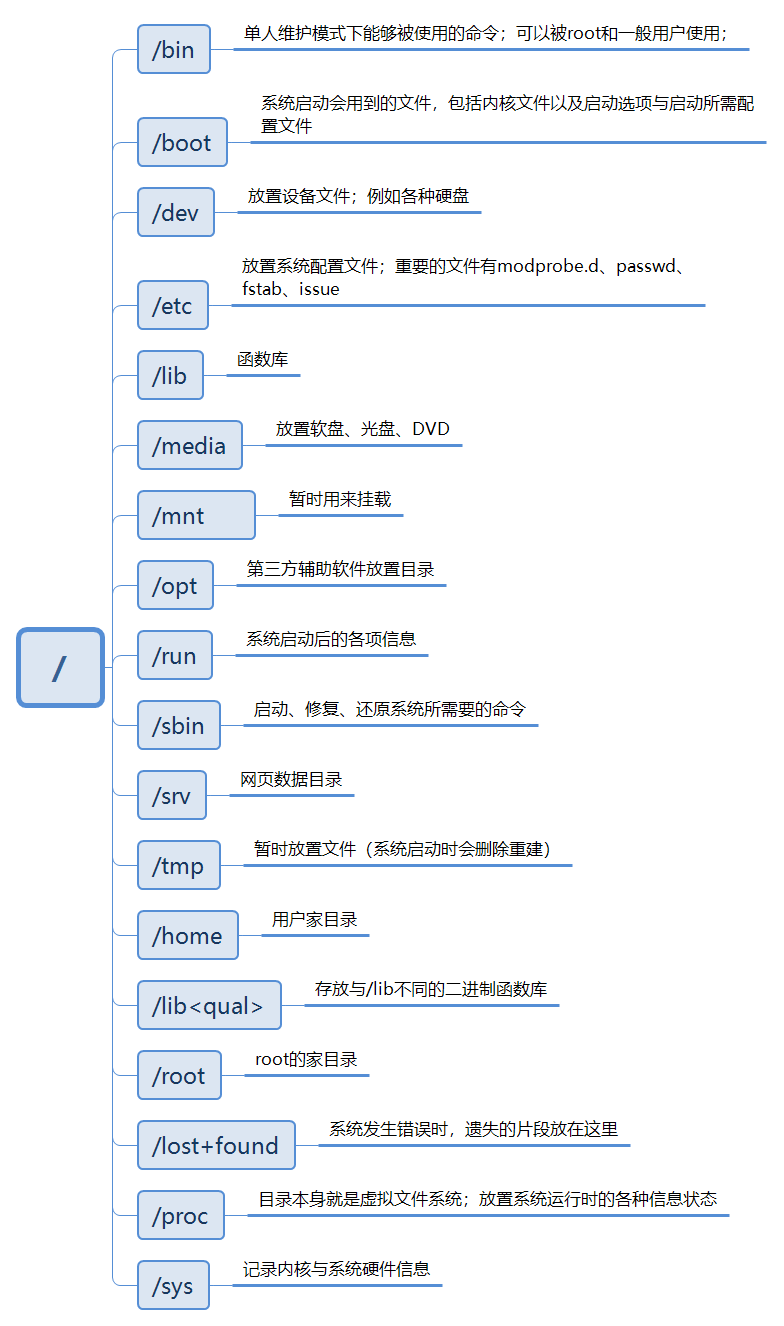 /bin
单人维护模式下能够被使用的命令；可以被root和一般用户使用；
/boot
系统启动会用到的文件，包括内核文件以及启动选项与启动所需配
置文件
/dev
放置设备文件；例如各种硬盘
/etc
放置系统配置文件；重要的文件有modprobe.d、passwd、
fstab、issue
/lib
函数库
/media
放置软盘、光盘、DVD
/mnt
暂时用来挂载
/opt
第三方辅助软件放置目录
/
/run
系统启动后的各项信息
/sbin
启动、修复、还原系统所需要的命令
/srv
网页数据目录
/tmp
暂时放置文件（系统启动时会删除重建）
/home
用户家目录
/lib<qual>
存放与/lib不同的二进制函数库
/root
root的家目录
/lost+found
系统发生错误时，遗失的片段放在这里
/proc
目录本身就是虚拟文件系统；放置系统运行时的各种信息状态
/sys
记录内核与系统硬件信息